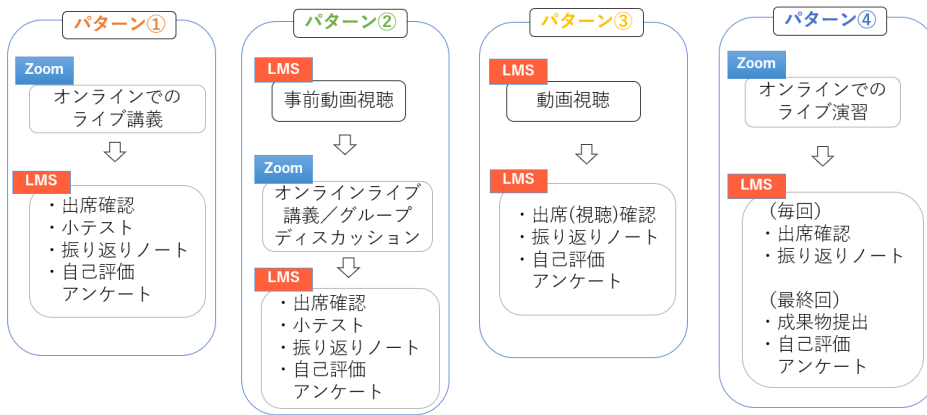 パターン①
Zoom
オンラインでの
ライブ講義
LMS
・出席確認
・小テスト
・振り返りノート
・自己評価
アンケート
パターン②
LMS
事前動画視聴
Zoom
オンラインライブ
講義／グループ
ディスカッション
LMS
・出席確認
・小テスト
・振り返りノート
・自己評価
アンケート
パターン③
LMS
動画視聴
LMS
・出席(視聴)確認
・振り返りノート
・自己評価
アンケート
パターン④
Zoom
オンラインでの
ライブ演習
LMS
(毎回)
・出席確認
・振り返りノート
(最終回)
・成果物提出
・自己評価
アンケート